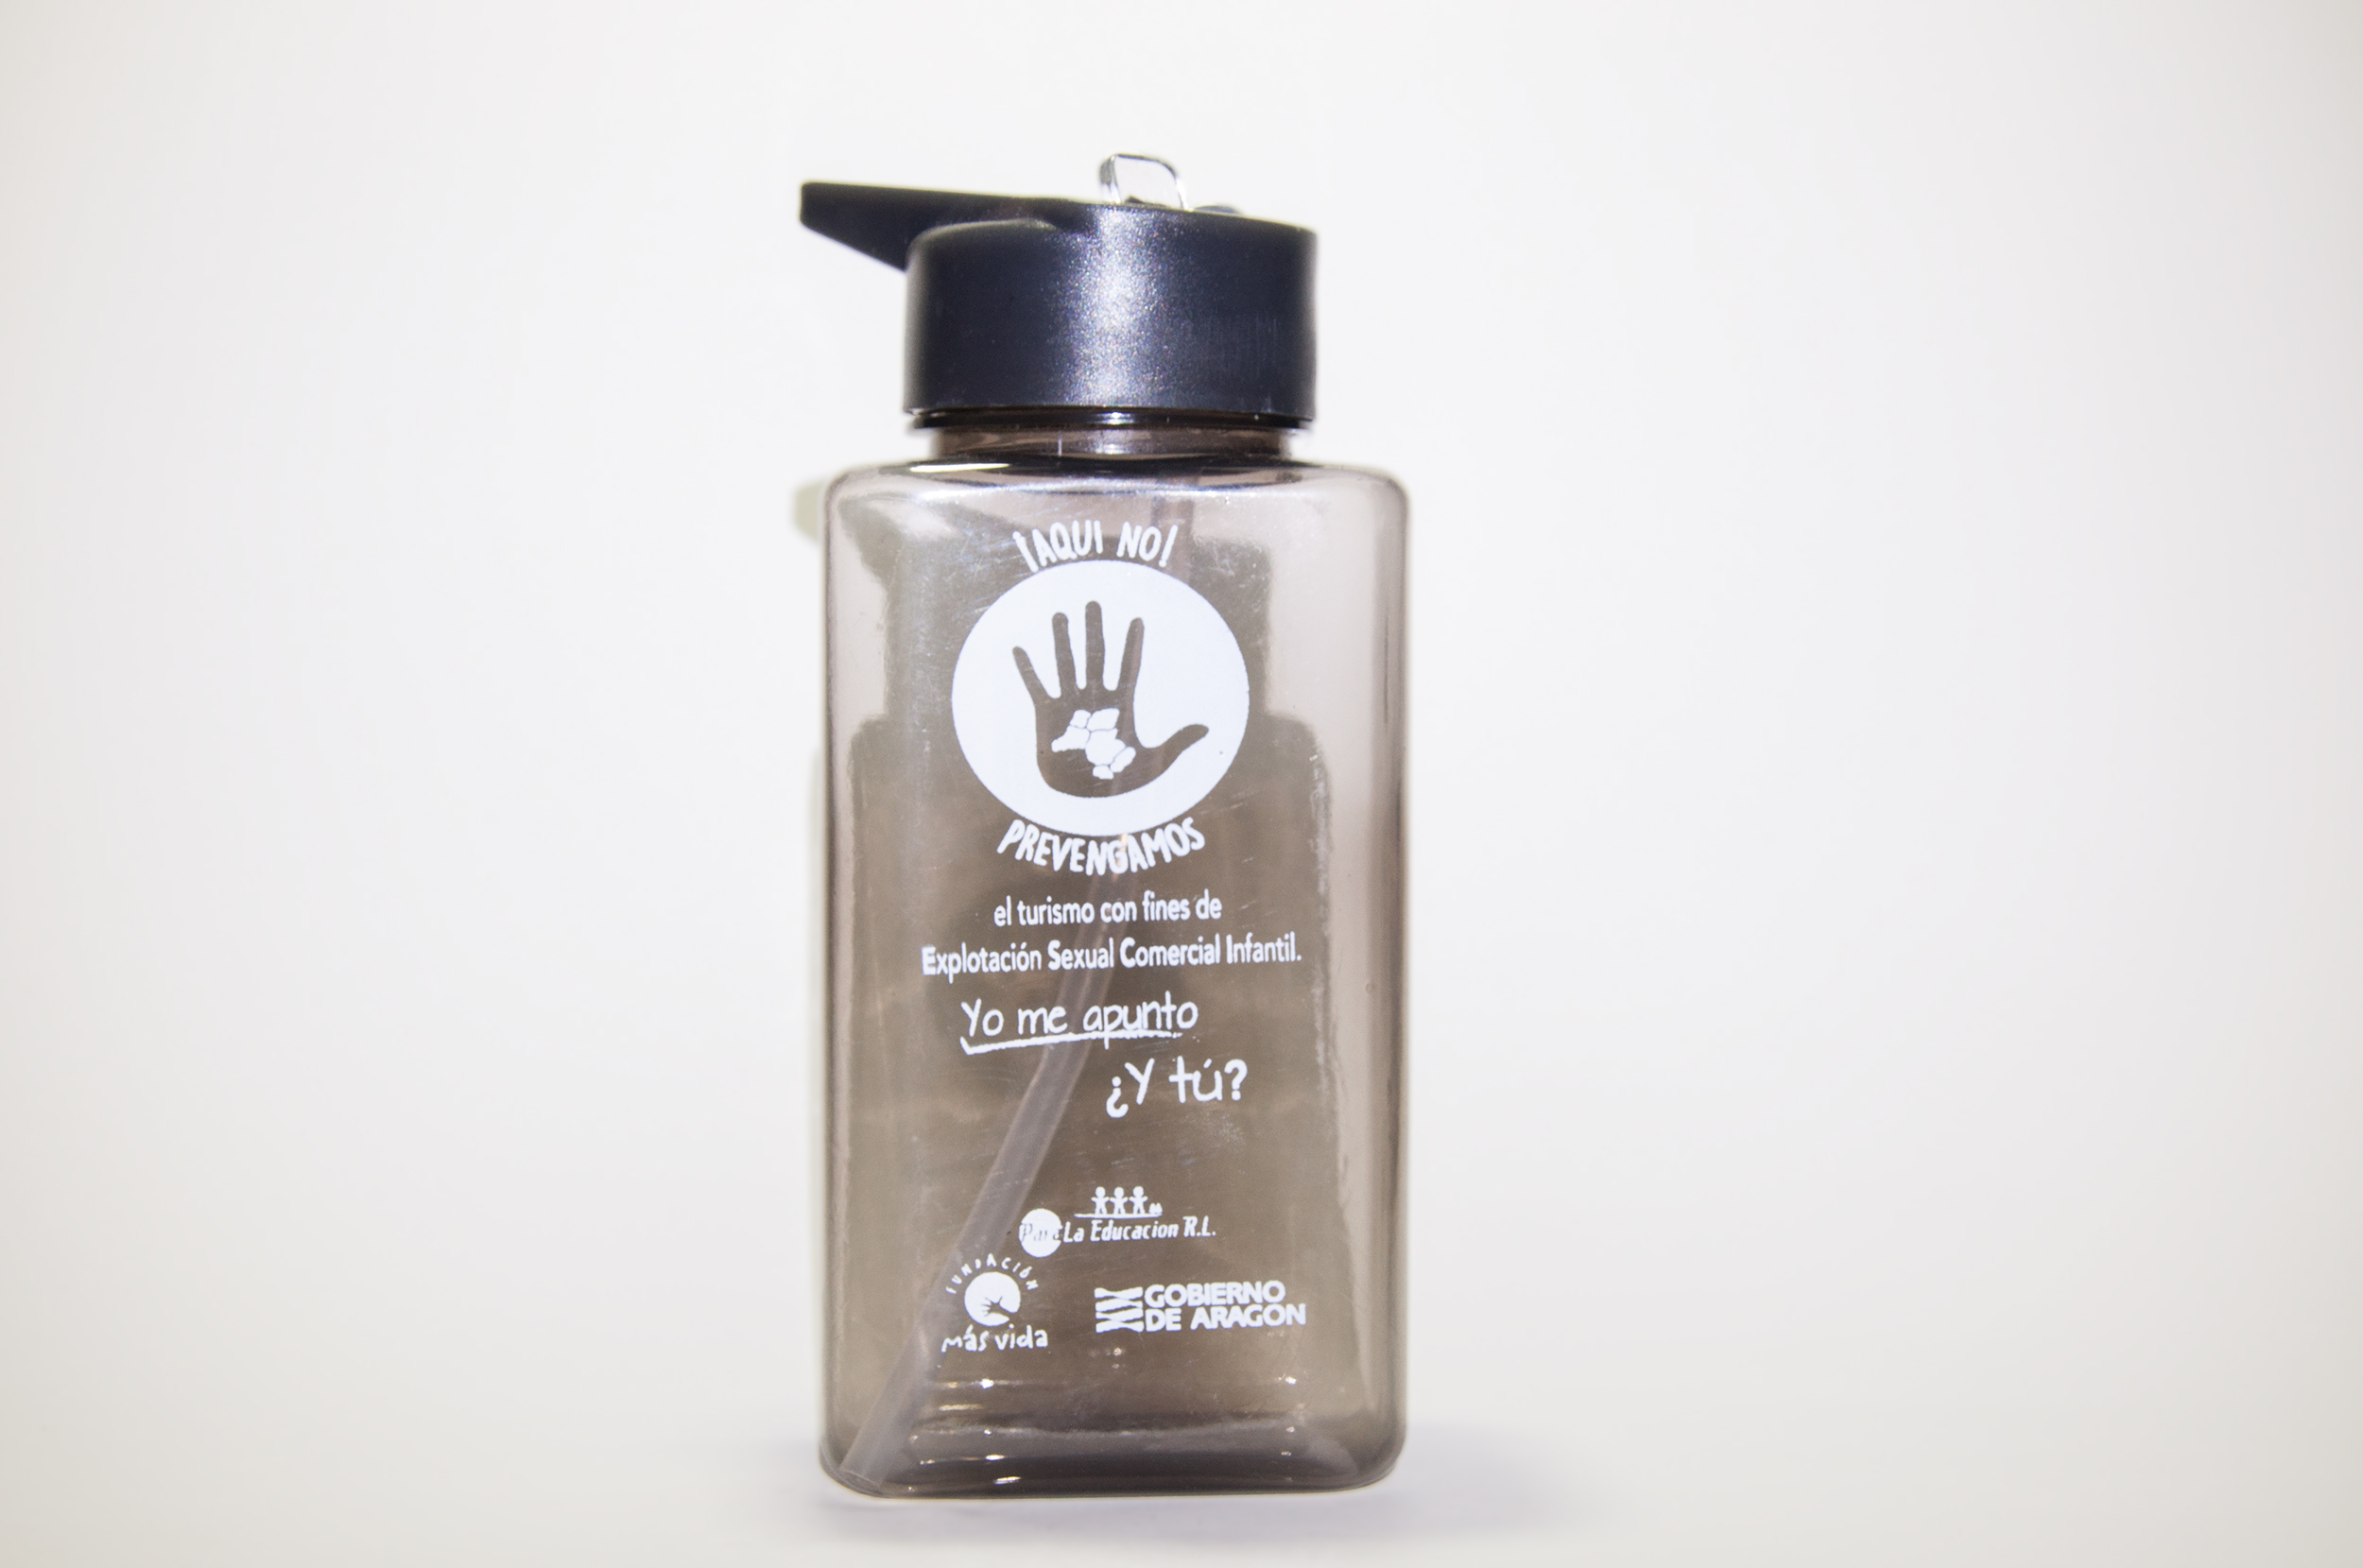 ¡AQUI NO!
PREVENGAMOS
el turismo con fines de
Explotación Sexual Comercial Infantil.
Yo me apunto
¿Y tú?
Para La Educacion R.L.
FUNDACIÓN
más vida
GOBIERNO
DE ARAGON